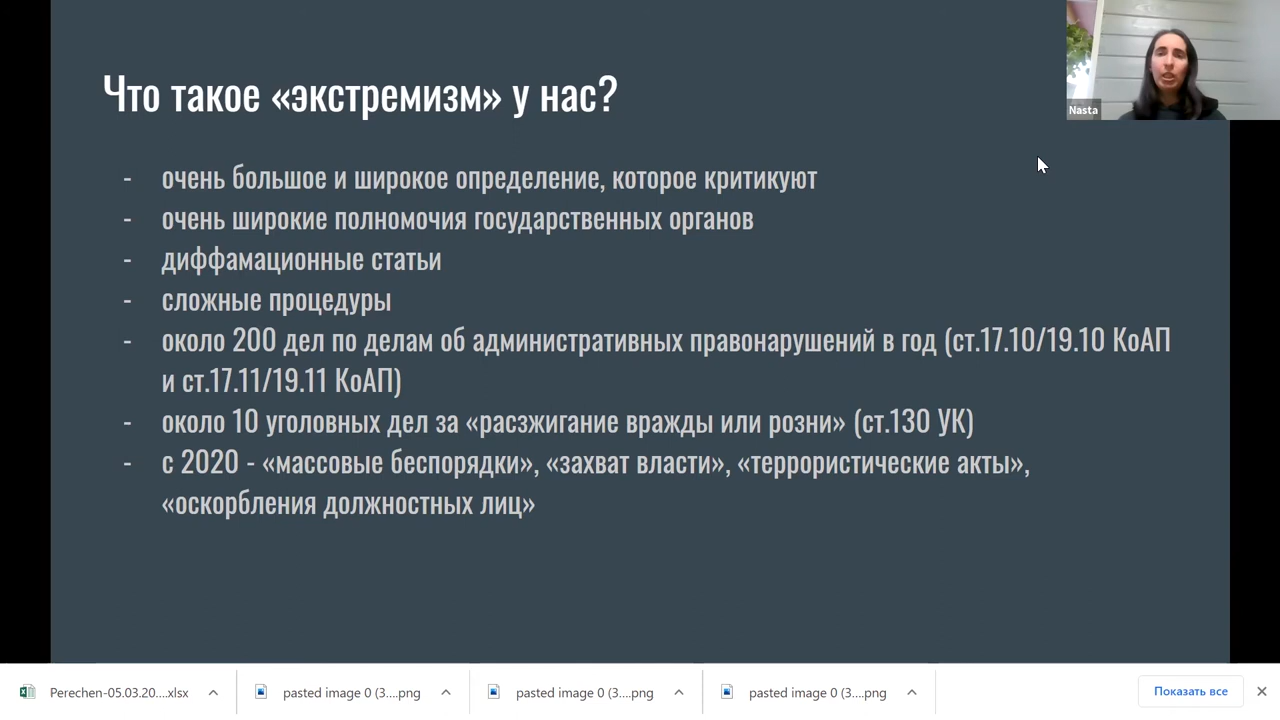 Что такое «экстремизм» у нас?
Nasta
- очень большое и широкое определение, которое критикуют
- очень широкие полномочия государственных органов
- диффамационные статьи
- сложные процедуры
- около 200 дел по делам об административных правонарушений в год (ст.17.10/19.10 КоАП
и ст.17.11/19.11 КоАП)
- около 10 уголовных дел за «расзжигание вражды или розни» (ст.130 УК)
- с 2020 - «массовые беспорядки», «захват власти», «террористические акты»,
«оскорбления должностных лиц»
Perechen-05.03.20....xlsx
pasted image 0 (3....png
pasted image 0 (3....png
pasted image 0 (3....png
Показать все